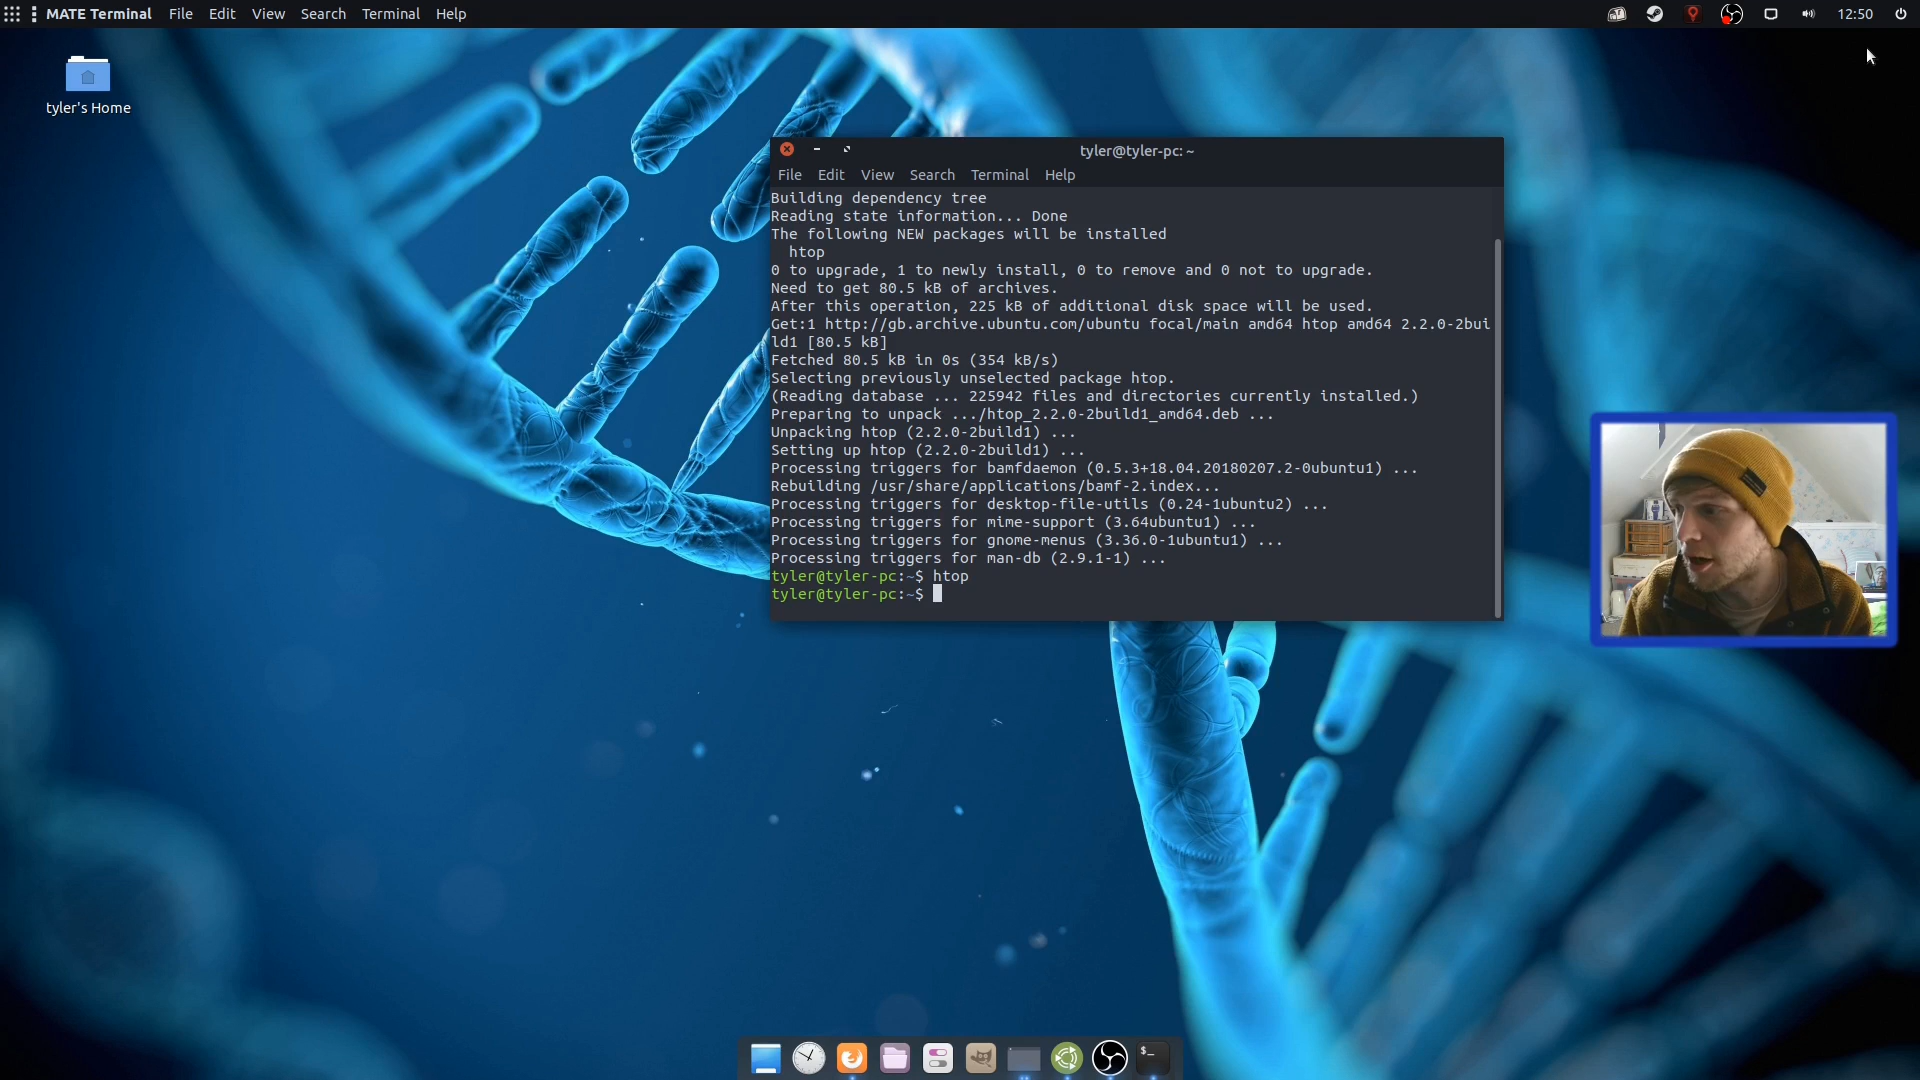 MATE Terminal File Edit View Search Terminal Help 12:50
tyler's Home
tyler@tyler-pc: ~
File Edit View Search Terminal Help
Building dependency tree
Reading state information... Done
The following NEW packages will be installed
htop
0 to upgrade, 1 to newly install, 0 to remove and 0 not to upgrade.
Need to get 80.5 kB of archives.
After this operation, 225 kB of additional disk space will be used.
Get:1 http://gb.archive.ubuntu.com/ubuntu focal/main amd64 htop amd64 2.2.0-2bui
ld1 [80.5 kB]
Fetched 80.5 kB in 0s (354 kB/s)
Selecting previously unselected package htop.
(Reading database ... 225942 files and directories currently installed.)
Preparing to unpack .../htop_2.2.0-2build1_amd64.deb ...
Unpacking htop (2.2.0-2build1) ...
Setting up htop (2.2.0-2build1) ...
Processing triggers for bamfdaemon (0.5.3+18.04.20180207.2-0ubuntu1) ...
Rebuilding /usr/share/applications/bamf-2.index...
Processing triggers for desktop-file-utils (0.24-1ubuntu2) ...
Processing triggers for mime-support (3.64ubuntu1) ...
Processing triggers for gnome-menus (3.36.0-1ubuntu1) ...
Processing triggers for man-db (2.9.1-1) ...
tyler@tyler-pc:~$ htop
tyler@tyler-pc:~$
$_